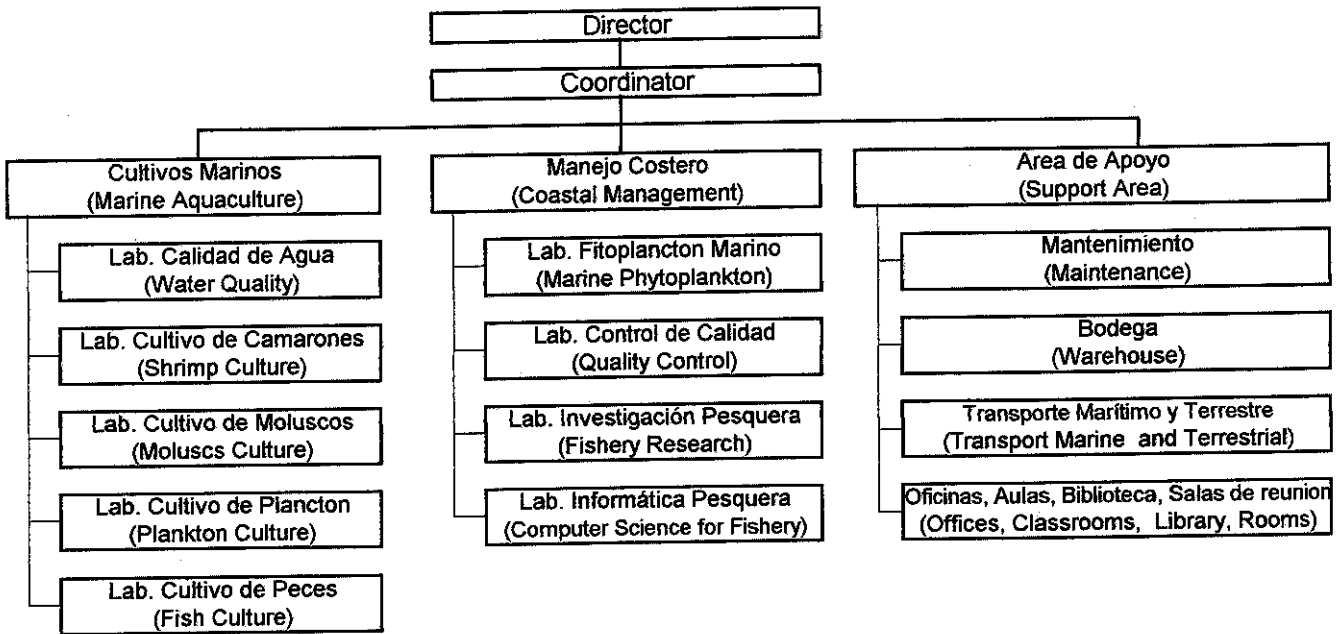 Director
Coordinator
Cultivos Marinos
(Marine Aquaculture)
Lab. Calidad de Agua
(Water Quality)
Lab. Cultivo de Camarones
(Shrimp Culture)
Lab. Cultivo de Moluscos
(Moluscs Culture)
Lab. Cultivo de Plancton
(Plankton Culture)
Lab. Cultivo de Peces
(Fish Culture)
Manejo Costero
(Coastal Management)
Lab. Fitoplancton Marino
(Marine Phytoplankton)
Lab. Control de Calidad
(Quality Control)
Lab. Investigación Pesquera
(Fishery Research)
Lab. Informática Pesquera
(Computer Science for Fishery)
Area de Apoyo
(Support Area)
Mantenimiento
(Maintenance)
Bodega
(Warehouse)
Transporte Marítimo y Terrestre
(Transport Marine and Terrestrial)
Oficinas, Aulas, Biblioteca, Salas de reunion
(Offices, Classrooms, Library, Rooms)